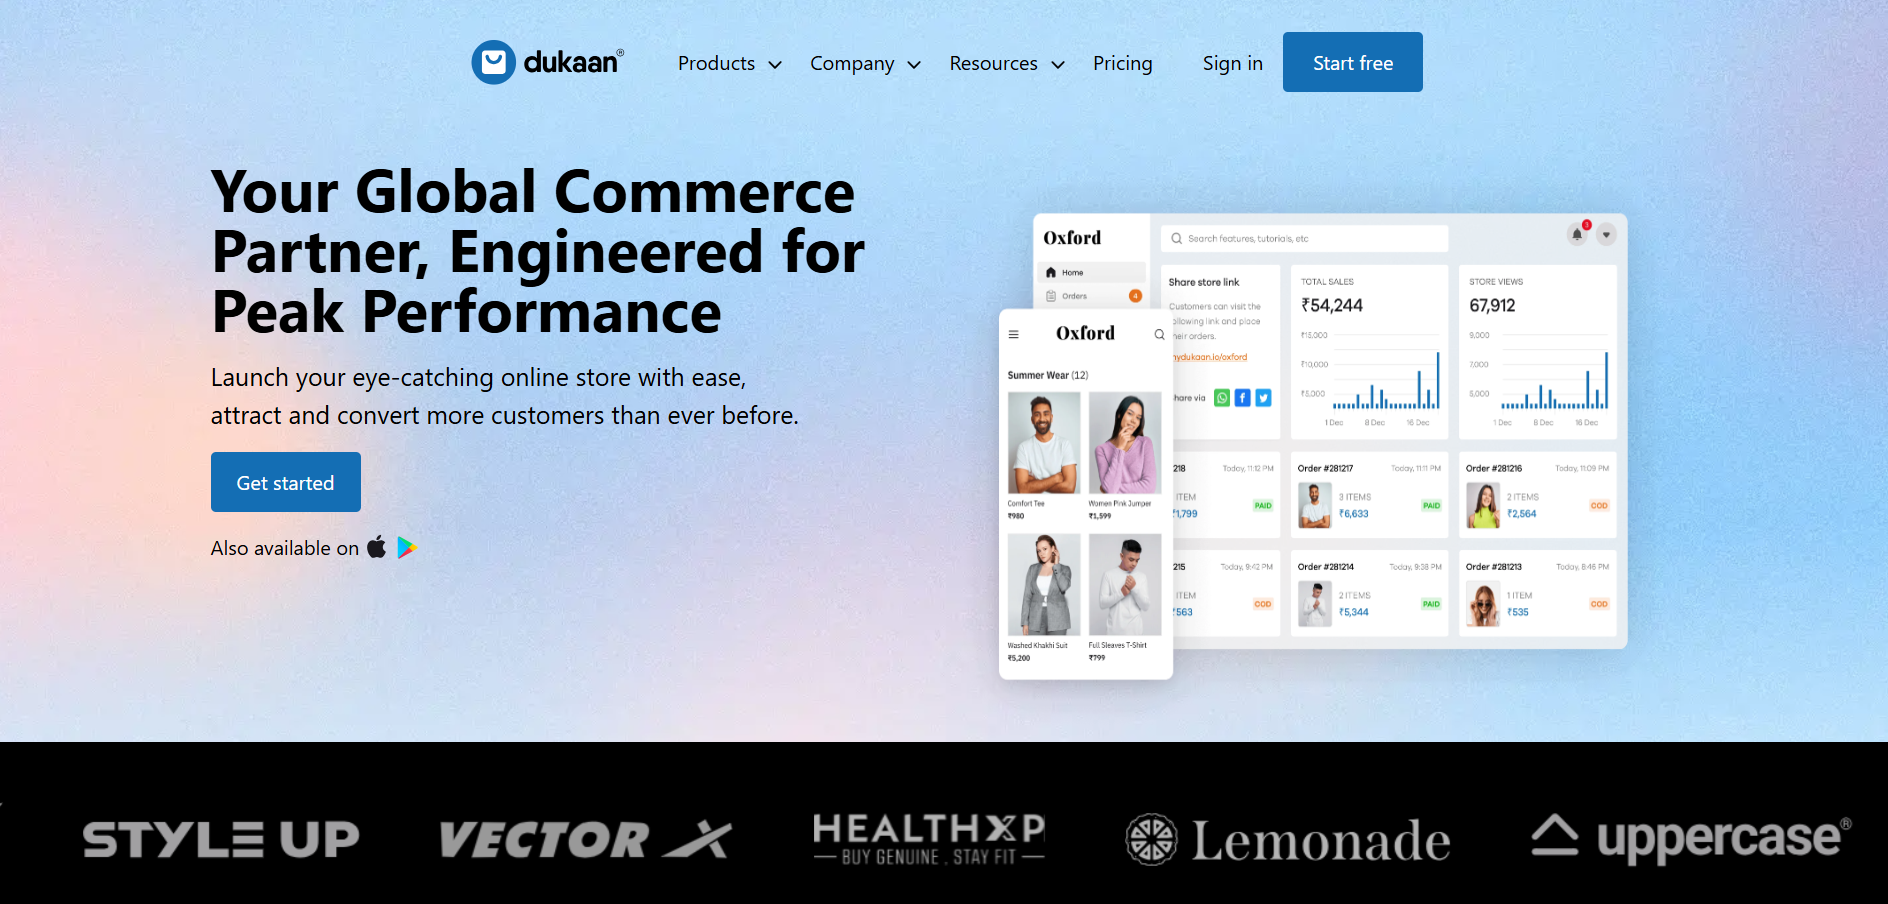 dukaan®
Products
Company
Resources
Pricing
Sign in
Start free
Your Global Commerce
Partner, Engineered for
Peak Performance
Launch your eye-catching online store with ease,
attract and convert more customers than ever before.
Get started
Also available on
Oxford
Home
Orders
4
Search features, tutorials, etc
Share store link
Customers can visit the
following link and place
their orders.
mydukaan.io/oxford
Share via
TOTAL SALES
₹54,244
₹15,000
₹10,000
₹5,000
1 Dec
8 Dec
16 Dec
STORE VIEWS
67,912
9,000
7,000
5,000
1 Dec
8 Dec
16 Dec
218
Today, 11:12 PM
ITEM
₹1,799
PAID
Order #281217
Today, 11:11 PM
3 ITEMS
₹6,633
PAID
Order #281216
Today, 11:09 PM
2 ITEMS
₹2,564
COD
215
Today, 9:42 PM
ITEM
₹563
COD
Order #281214
Today, 9:38 PM
2 ITEMS
₹5,344
PAID
Order #281213
Today, 8:46 PM
1 ITEM
₹535
COD
Oxford
Summer Wear (12)
Comfort Tee
₹980
Women Pink Jumper
₹1,599
Washed Khakhi Suit
₹5,200
Full Sleaves T-Shirt
₹799
STYLE UP
VECTOR X
HEALTHXP
BUY GENUINE . STAY FIT
Lemonade
uppercase®